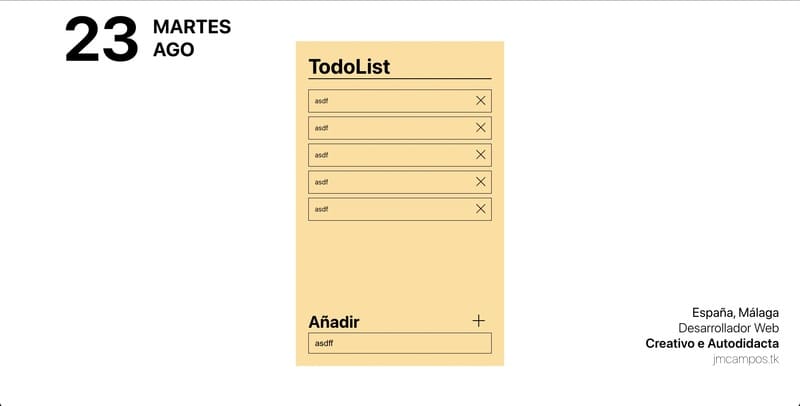 23
MARTES
AGO
TodoList
asdf
asdf
asdf
asdf
asdf
Añadir
asdff
España, Málaga
Desarrollador Web
Creativo e Autodidacta
jmcampos.tk